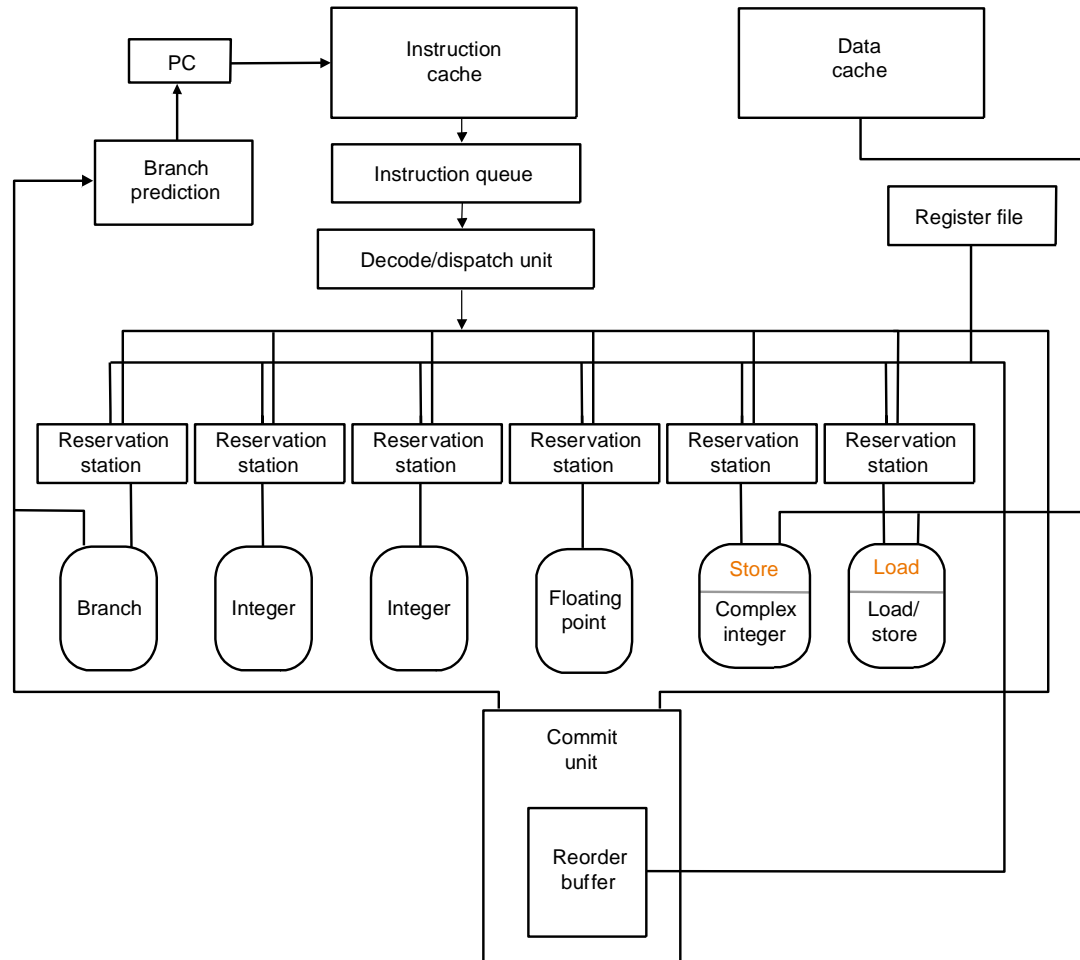 PC
Instruction
cache
Data
cache
Branch
prediction
Instruction queue
Register file
Decode/dispatch unit
Reservation
station
Reservation
station
Reservation
station
Reservation
station
Reservation
station
Reservation
station
Branch
Integer
Integer
Floating
point
Store
Complex
integer
Load
Load/
store
Commit
unit
Reorder
buffer